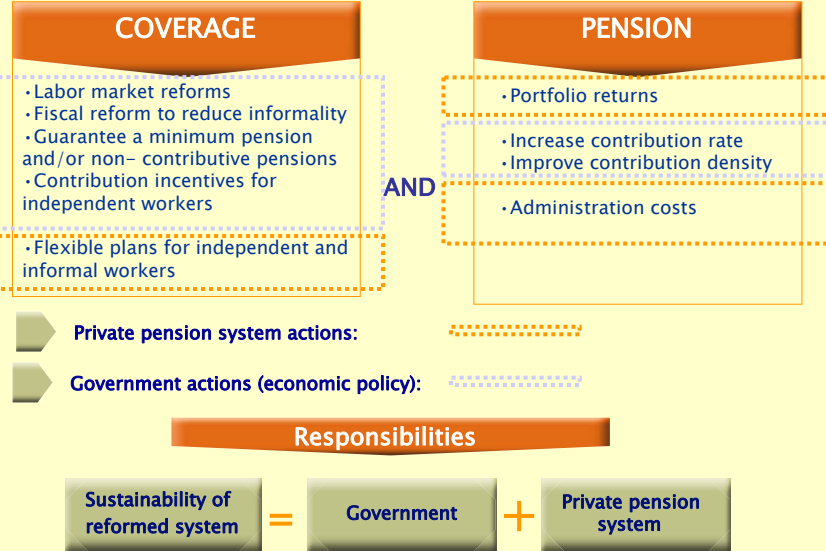 COVERAGE
•Labor market reforms
•Fiscal reform to reduce informality
•Guarantee a minimum pension
and/or non- contributive pensions
•Contribution incentives for
independent workers
•Flexible plans for independent and
informal workers
AND
PENSION
•Portfolio returns
•Increase contribution rate
•Improve contribution density
•Administration costs
Private pension system actions:
Government actions (economic policy):
Responsibilities
Sustainability of
reformed system
=
Government
+
Private pension
system